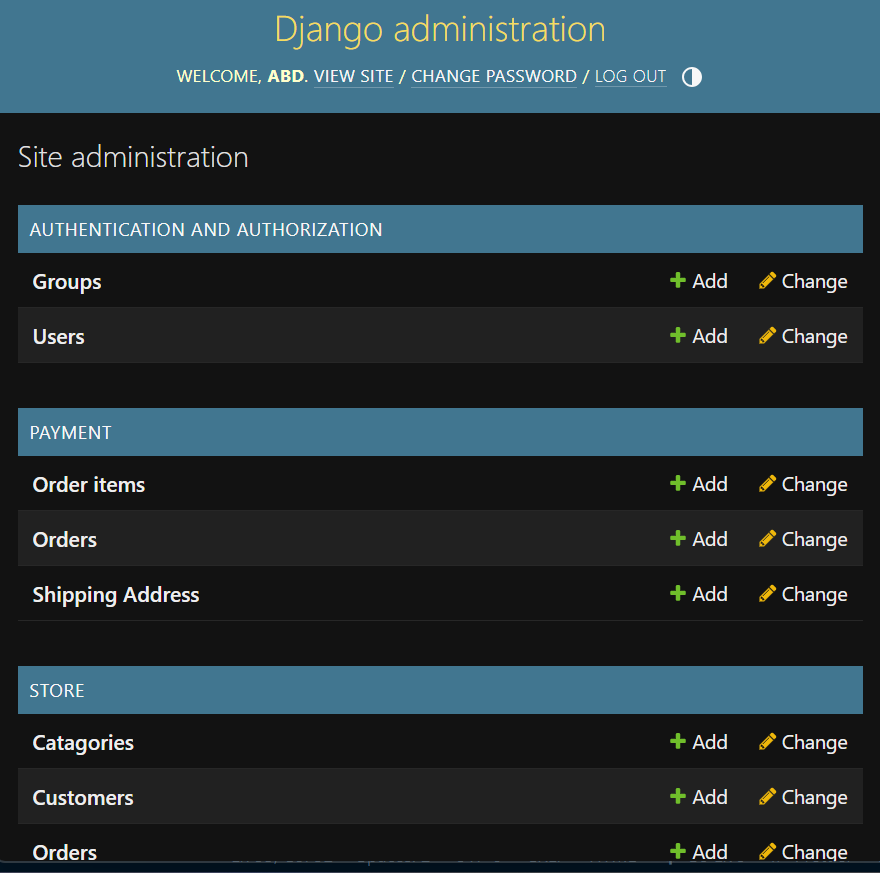 Django administration
WELCOME, ABD. VIEW SITE / CHANGE PASSWORD / LOG OUT
Site administration
AUTHENTICATION AND AUTHORIZATION
Groups Add Change
Users Add Change
PAYMENT
Order items Add Change
Orders Add Change
Shipping Address Add Change
STORE
Catagories Add Change
Customers Add Change
Orders Add Change